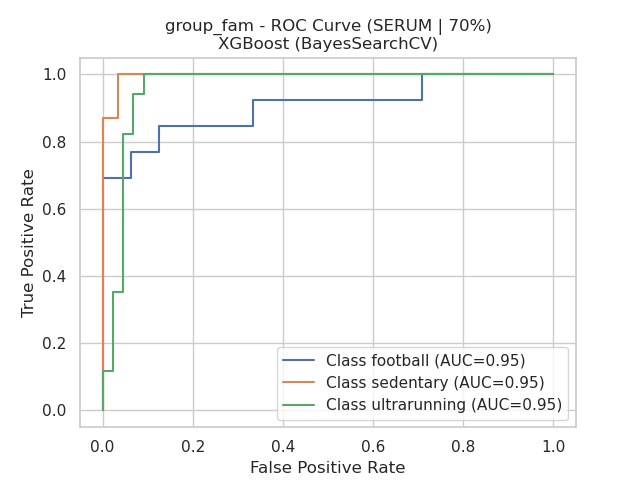 group_fam - ROC Curve (SERUM | 70%)
XGBoost (BayesSearchCV)
True Positive Rate
1.0
0.8
0.6
0.4
0.2
0.0
Class football (AUC=0.95)
Class sedentary (AUC=0.95)
Class ultrarunning (AUC=0.95)
0.0 0.2 0.4 0.6 0.8 1.0
False Positive Rate